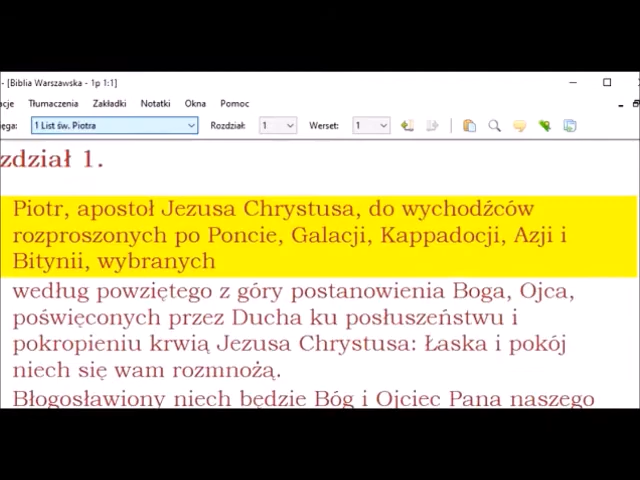 - [Biblia Warszawska - 1p 1:1]
acje Tłumaczenia Zakładki Notatki Okna Pomoc
ęga: 1 List św. Piotra Rozdział: 1 Werset: 1
zdział 1.
Piotr, apostoł Jezusa Chrystusa, do wychodźców
rozproszonych po Poncie, Galacji, Kappadocji, Azji i
Bitynii, wybranych
według powziętego z góry postanowienia Boga, Ojca,
poświęconych przez Ducha ku posłuszeństwu i
pokropieniu krwią Jezusa Chrystusa: Łaska i pokój
niech się wam rozmnożą.
Błogosławiony niech będzie Bóg i Ojciec Pana naszego